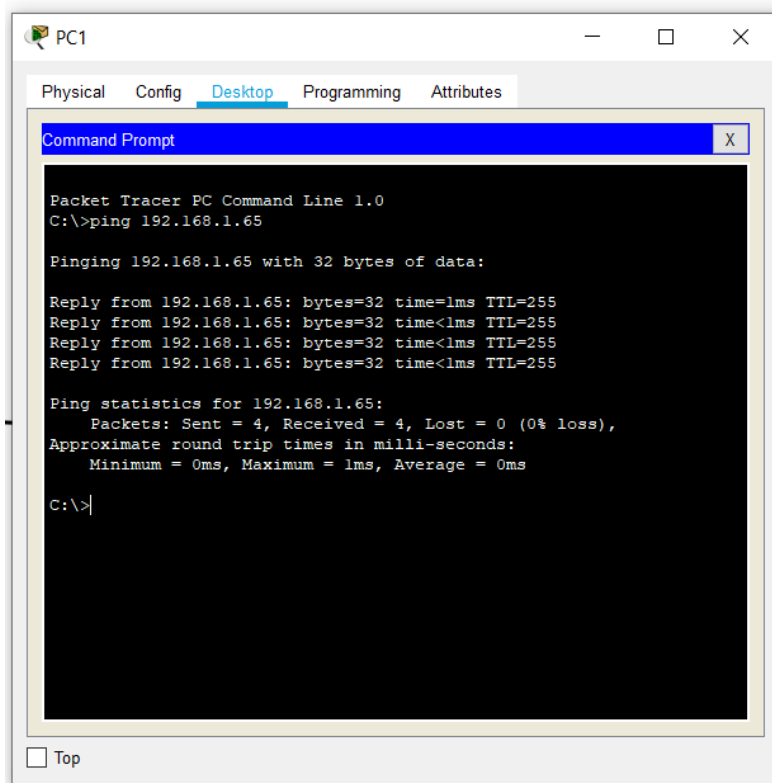 PC1
Physical Config Desktop Programming Attributes
Command Prompt X
Packet Tracer PC Command Line 1.0
C:\>ping 192.168.1.65
Pinging 192.168.1.65 with 32 bytes of data:
Reply from 192.168.1.65: bytes=32 time=1ms TTL=255
Reply from 192.168.1.65: bytes=32 time<1ms TTL=255
Reply from 192.168.1.65: bytes=32 time<1ms TTL=255
Reply from 192.168.1.65: bytes=32 time<1ms TTL=255
Ping statistics for 192.168.1.65:
Packets: Sent = 4, Received = 4, Lost = 0 (0% loss),
Approximate round trip times in milli-seconds:
Minimum = 0ms, Maximum = 1ms, Average = 0ms
C:\>
Top